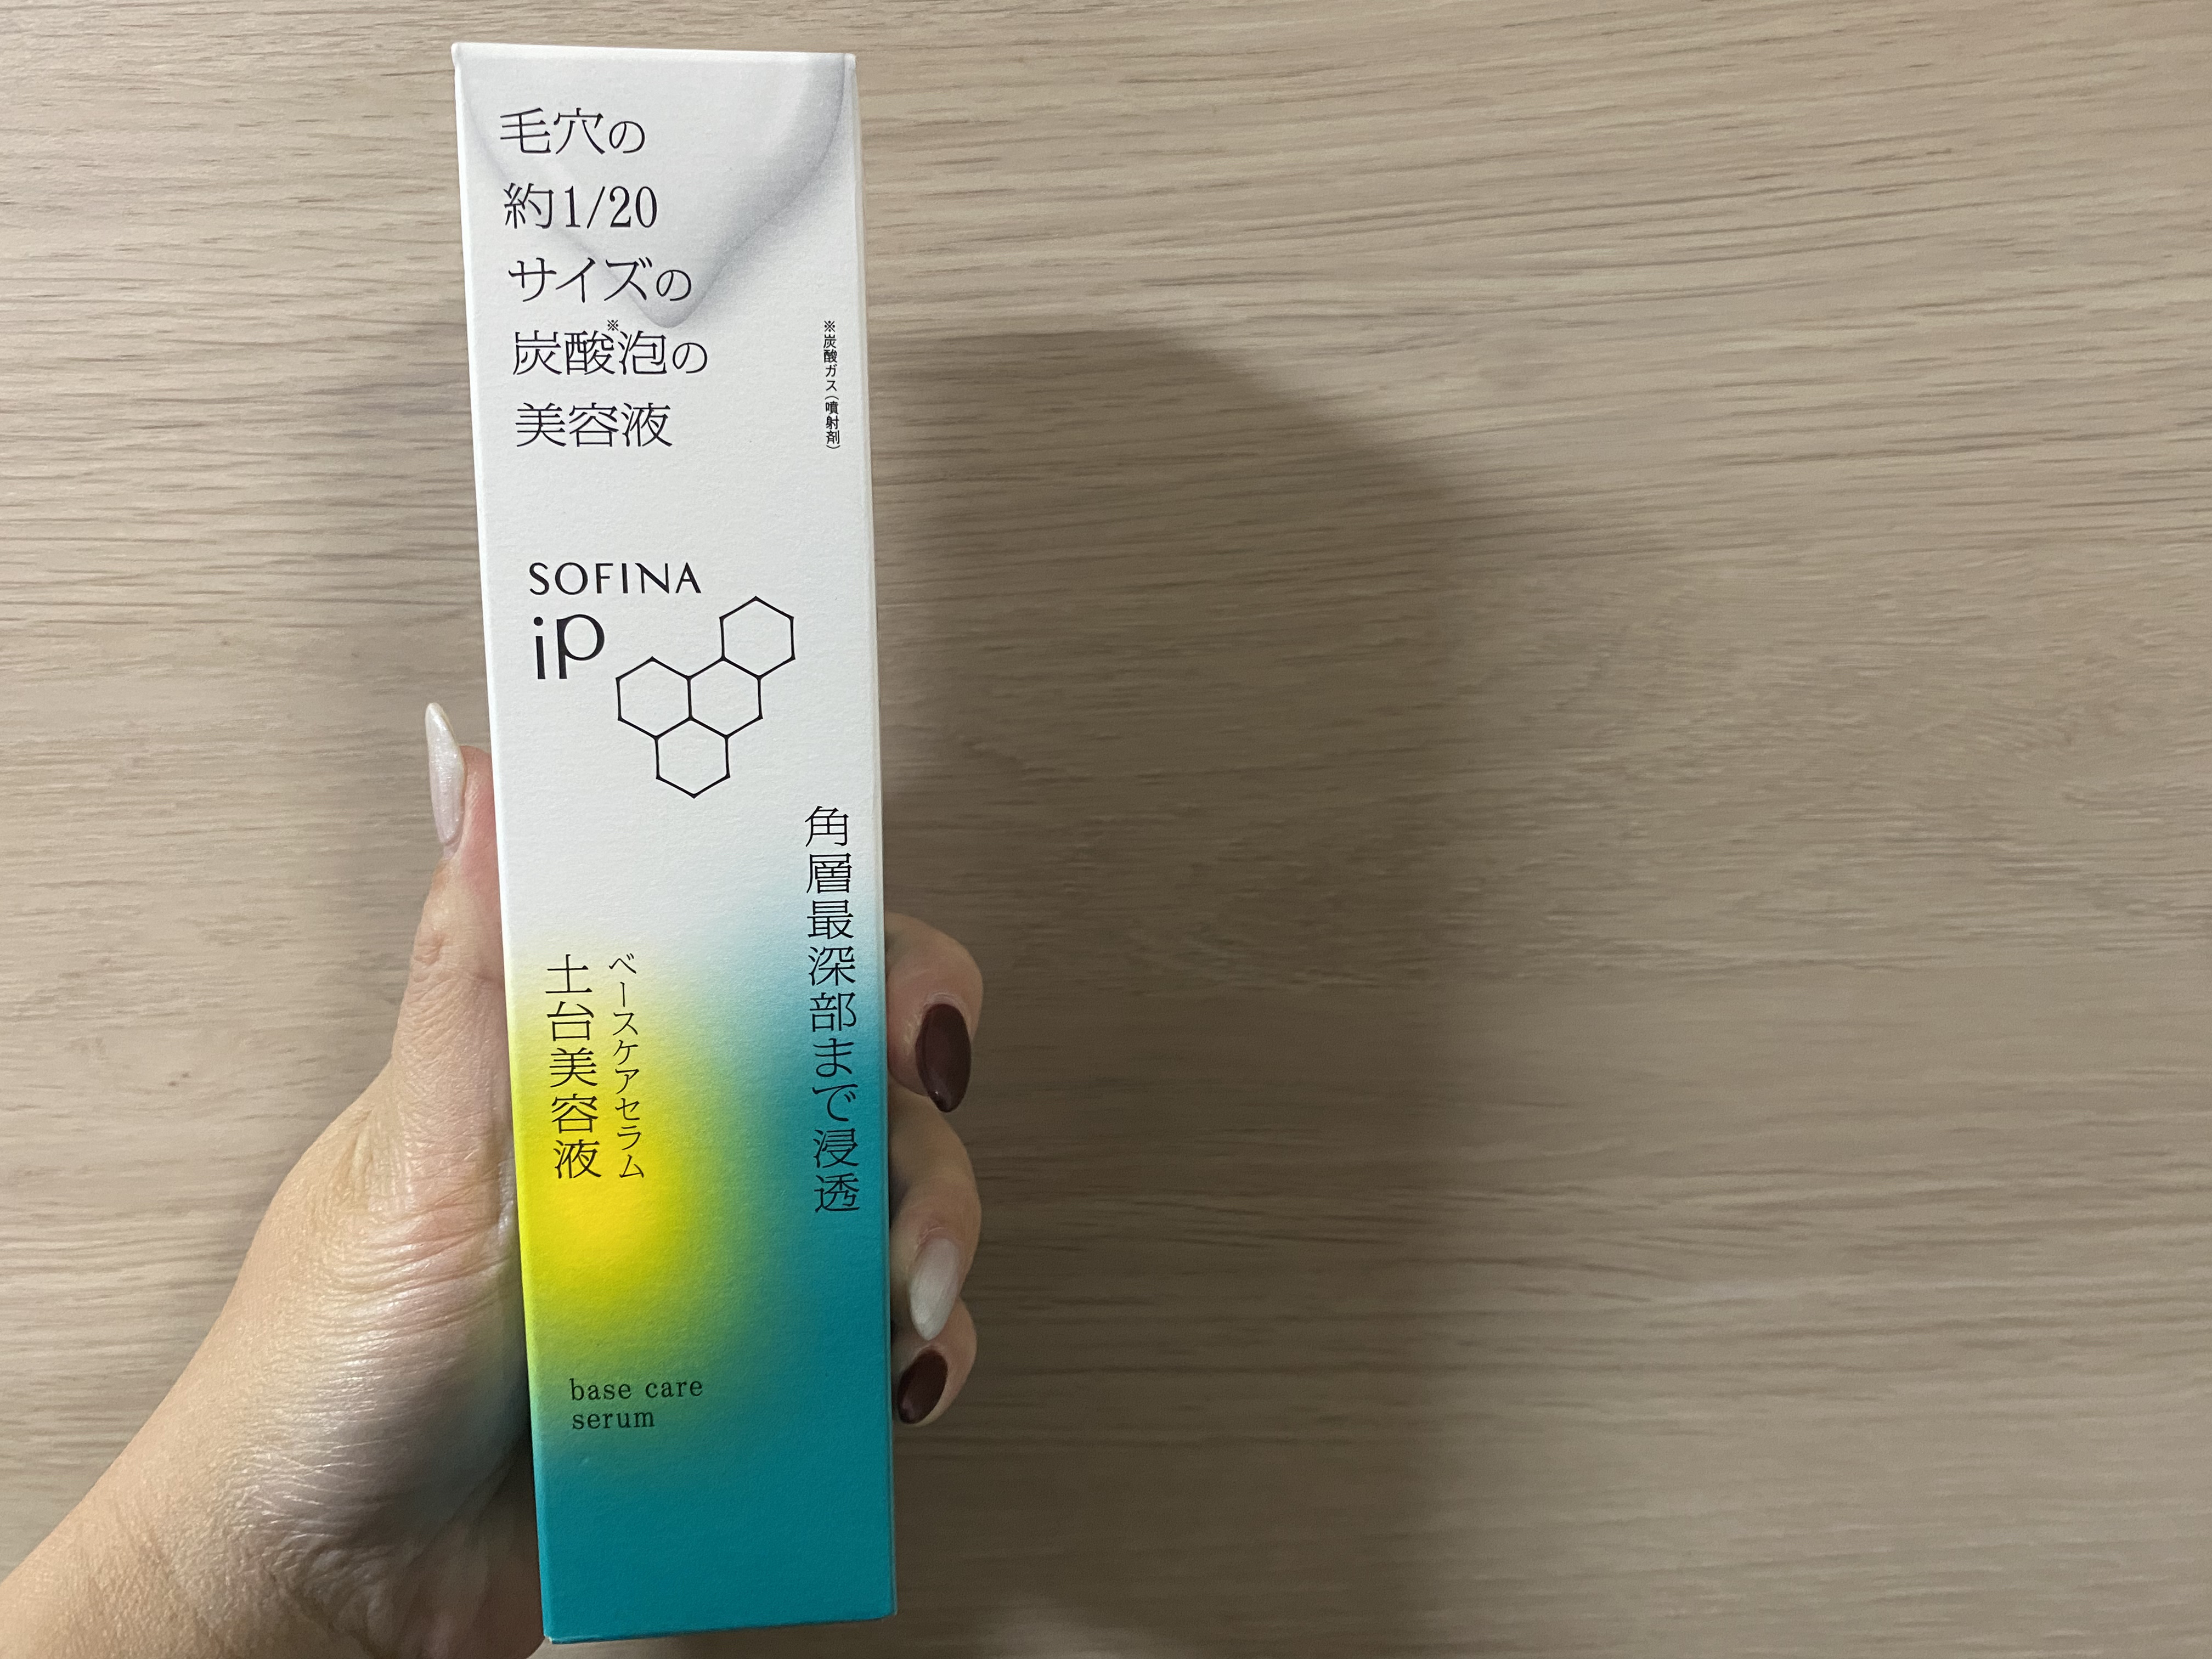 毛穴の
約1/20
サイズの
炭酸※泡の
美容液
※炭酸ガス(噴射剤)
SOFINA
iP
角層最深部まで浸透
ベースケアセラム
土台美容液
base care
serum